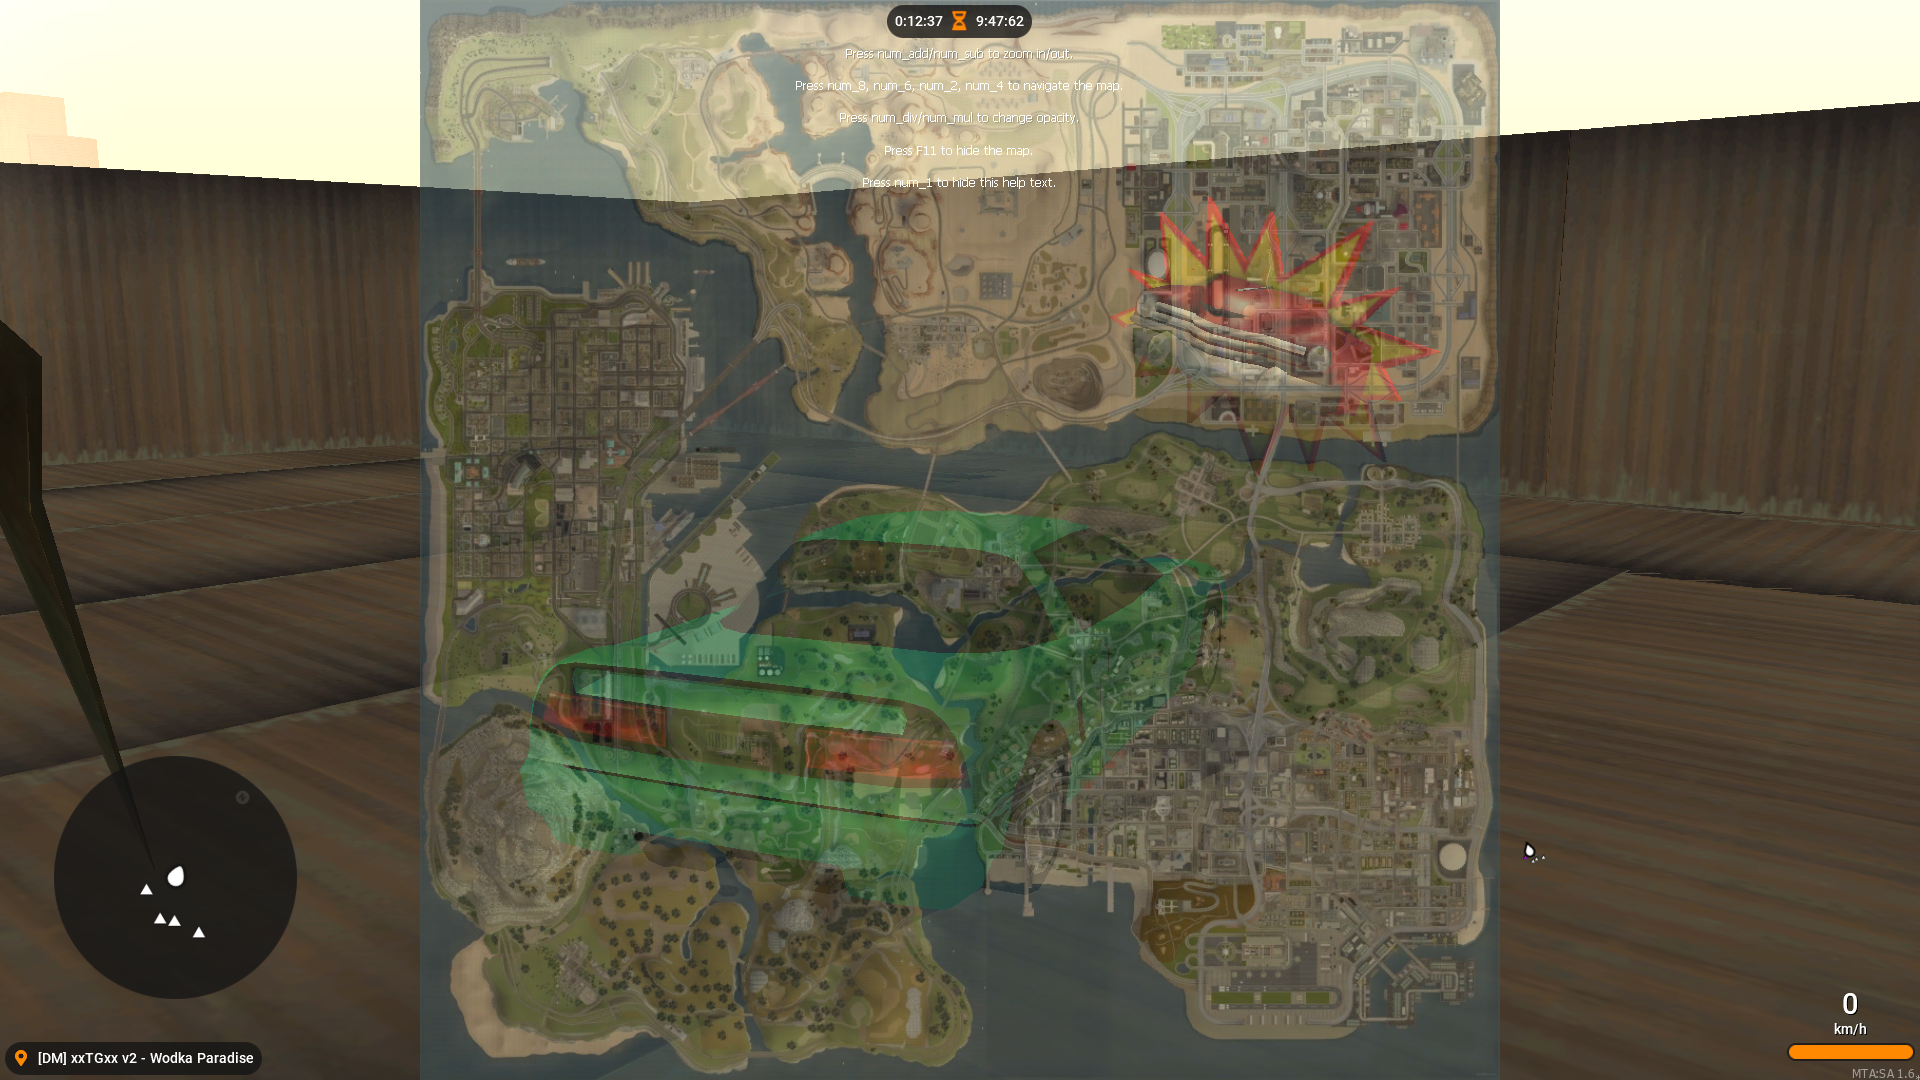 0:12:37 9:47:62
Press num_add/num_sub to zoom in/out.
Press num_8, num_6, num_2, num_4 to navigate the map.
Press num_div/num_mul to change opacity.
Press F11 to hide the map.
Press num_1 to hide this help text.
0
km/h
[DM] xxTGxx v2 - Wodka Paradise
MTA:SA 1.6